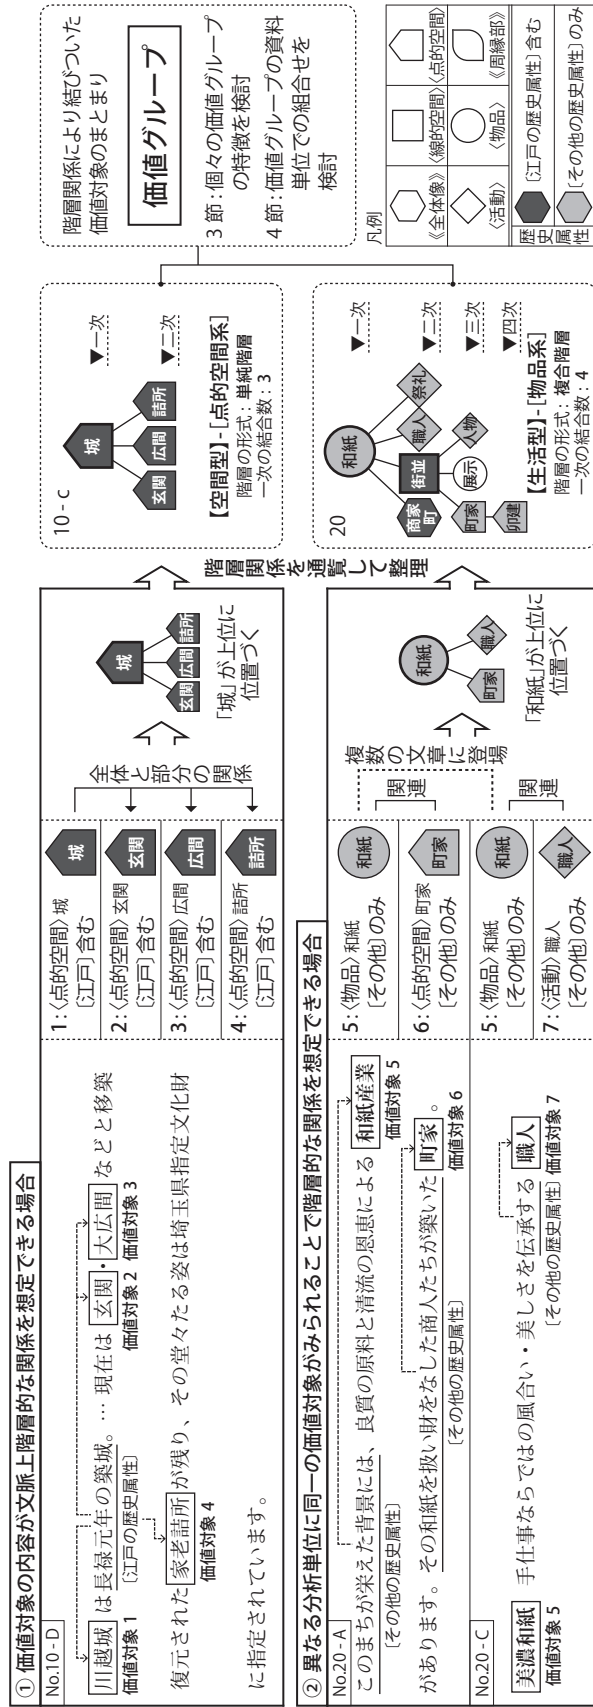 ① 価値対象の内容が文脈上階層的な関係を想定できる場合
No.10 - D
川越城 は長禄元年の築城。… 現在は 玄関・大広間 などと移築
価値対象 1 [江戸の歴史属性] 価値対象 2 価値対象 3
復元された 家老詰所 が残り、その堂々たる姿は埼玉県指定文化財
価値対象 4
に指定されています。
1:〈点的空間〉城
[江戸]含む
城
2:〈点的空間〉玄関
[江戸]含む
玄関
3:〈点的空間〉広間
[江戸]含む
広間
4:〈点的空間〉詰所
[江戸]含む
詰所
全体と部分の関係
城
玄関 広間 詰所
「城」が上位に
位置づく
② 異なる分析単位に同一の価値対象がみられることで階層的な関係を想定できる場合
No.20 - A
このまちが栄えた背景には、良質の原料と清流の恩恵による 和紙産業
[その他の歴史属性] 価値対象 5
があります。その和紙を扱い財をなした商人たちが築いた 町家 。
[その他の歴史属性] 価値対象 6
No.20 - C
美濃和紙 手仕事ならではの風合い・美しさを伝承する 職人
価値対象 5 [その他の歴史属性] 価値対象 7
5:〈物品〉和紙
[その他]のみ
和紙
6:〈点的空間〉町家
[その他]のみ
町家
5:〈物品〉和紙
[その他]のみ
和紙
7:〈活動〉職人
[その他]のみ
職人
関連
関連
複数の文章に登場
和紙
町家 職人
「和紙」が上位に
位置づく
階層関係を通覧して整理
10 - C
城
玄関 広間 詰所
▼一次
▼二次
【空間型】-[点的空間系]
階層の形式:単純階層
一次の結合数:3
20
和紙
商家町 街並 職人 祭礼
町家 展示 人物
卯建
▼一次
▼二次
▼三次
▼四次
【生活型】-[物品系]
階層の形式:複合階層
一次の結合数:4
階層関係により結びついた
価値対象のまとまり
価値グループ
3 節:個々の価値グループ
の特徴を検討
4 節:価値グループの資料
単位での組合せを
検討
凡例
《全体像》 〈線的空間〉 〈点的空間〉
〈活動〉 〈物品〉 《周縁部》
歴史属性
[江戸の歴史属性]含む
[その他の歴史属性]のみ